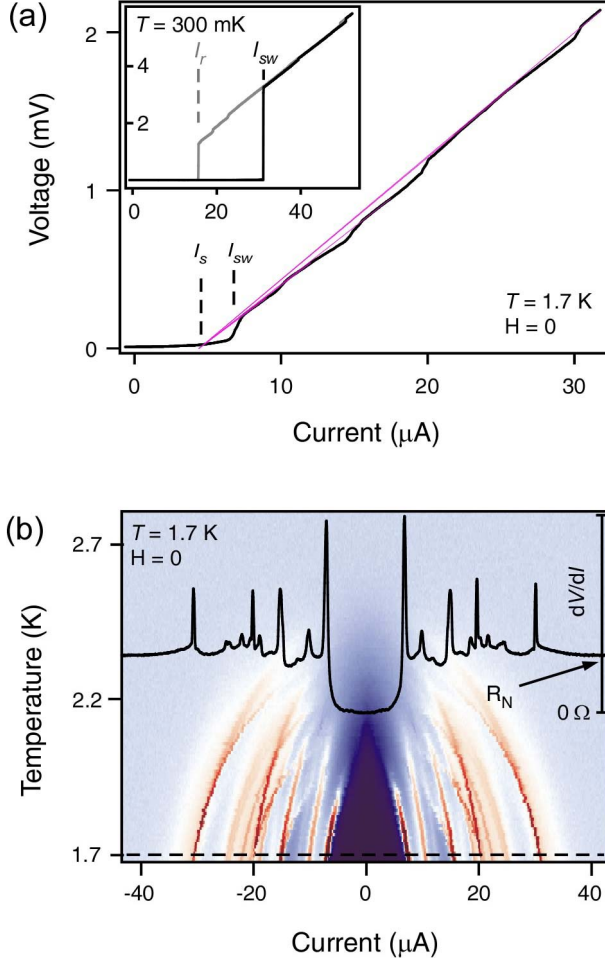 (a)
T = 300 mK
I_r
I_sw
4
2
0
20
40
2
1
0
Voltage (mV)
I_s
I_sw
T = 1.7 K
H = 0
0
10
20
30
Current (μA)
(b)
T = 1.7 K
H = 0
2.7
2.2
1.7
Temperature (K)
dV/dI
R_N
0 Ω
-40
-20
0
20
40
Current (μA)